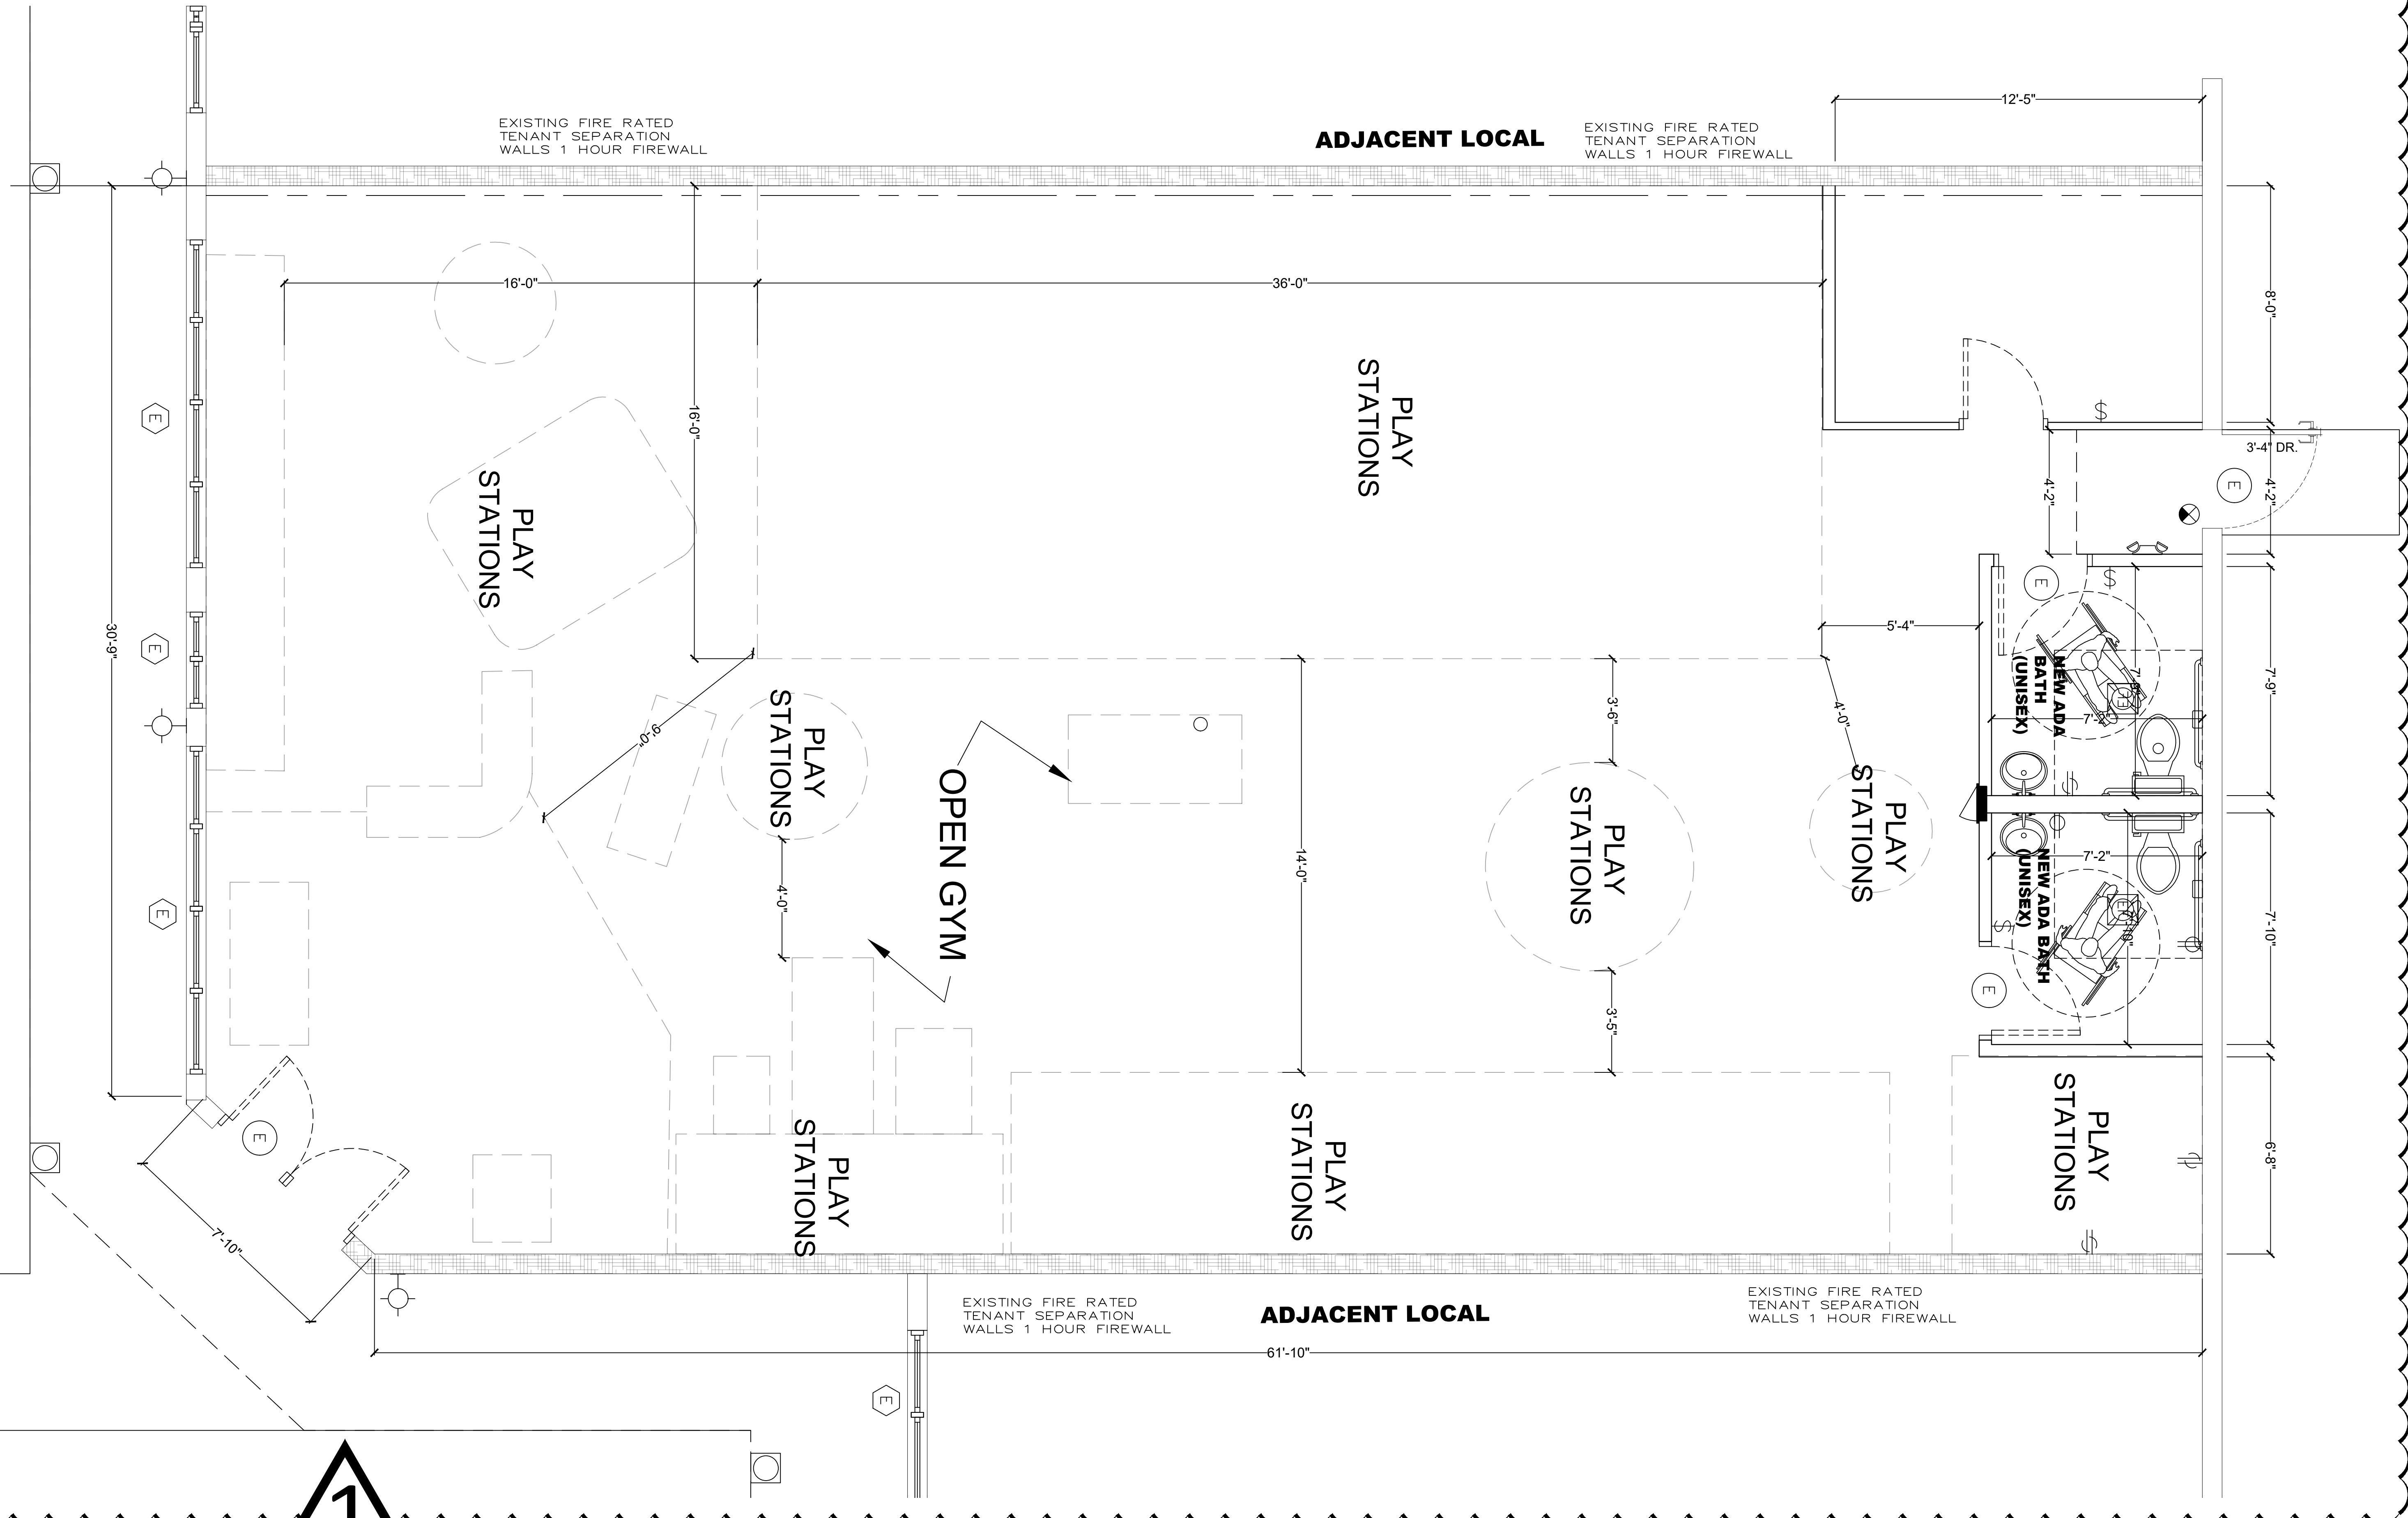 EXISTING FIRE RATED
TENANT SEPARATION
WALLS 1 HOUR FIREWALL
ADJACENT LOCAL
EXISTING FIRE RATED
TENANT SEPARATION
WALLS 1 HOUR FIREWALL
12'-5"
16'-0"
36'-0"
8'-0"
16'-0"
PLAY
STATIONS
PLAY
STATIONS
E
$
3'-4" DR.
4'-2"
4'-2"
E
E
$
30'-9"
E
5'-4"
NEW ADA
BATH
(UNISEX)
7'-9"
E
7'-9"
9'-0"
PLAY
STATIONS
OPEN GYM
3'-6"
4'-0"
PLAY
STATIONS
PLAY
STATIONS
4'-0"
14'-0"
7'-2"
NEW ADA BATH
(UNISEX)
E
7'-10"
$
E
E
3'-5"
E
7'-10"
PLAY
STATIONS
PLAY
STATIONS
PLAY
STATIONS
6'-8"
EXISTING FIRE RATED
TENANT SEPARATION
WALLS 1 HOUR FIREWALL
ADJACENT LOCAL
EXISTING FIRE RATED
TENANT SEPARATION
WALLS 1 HOUR FIREWALL
61'-10"
E
1